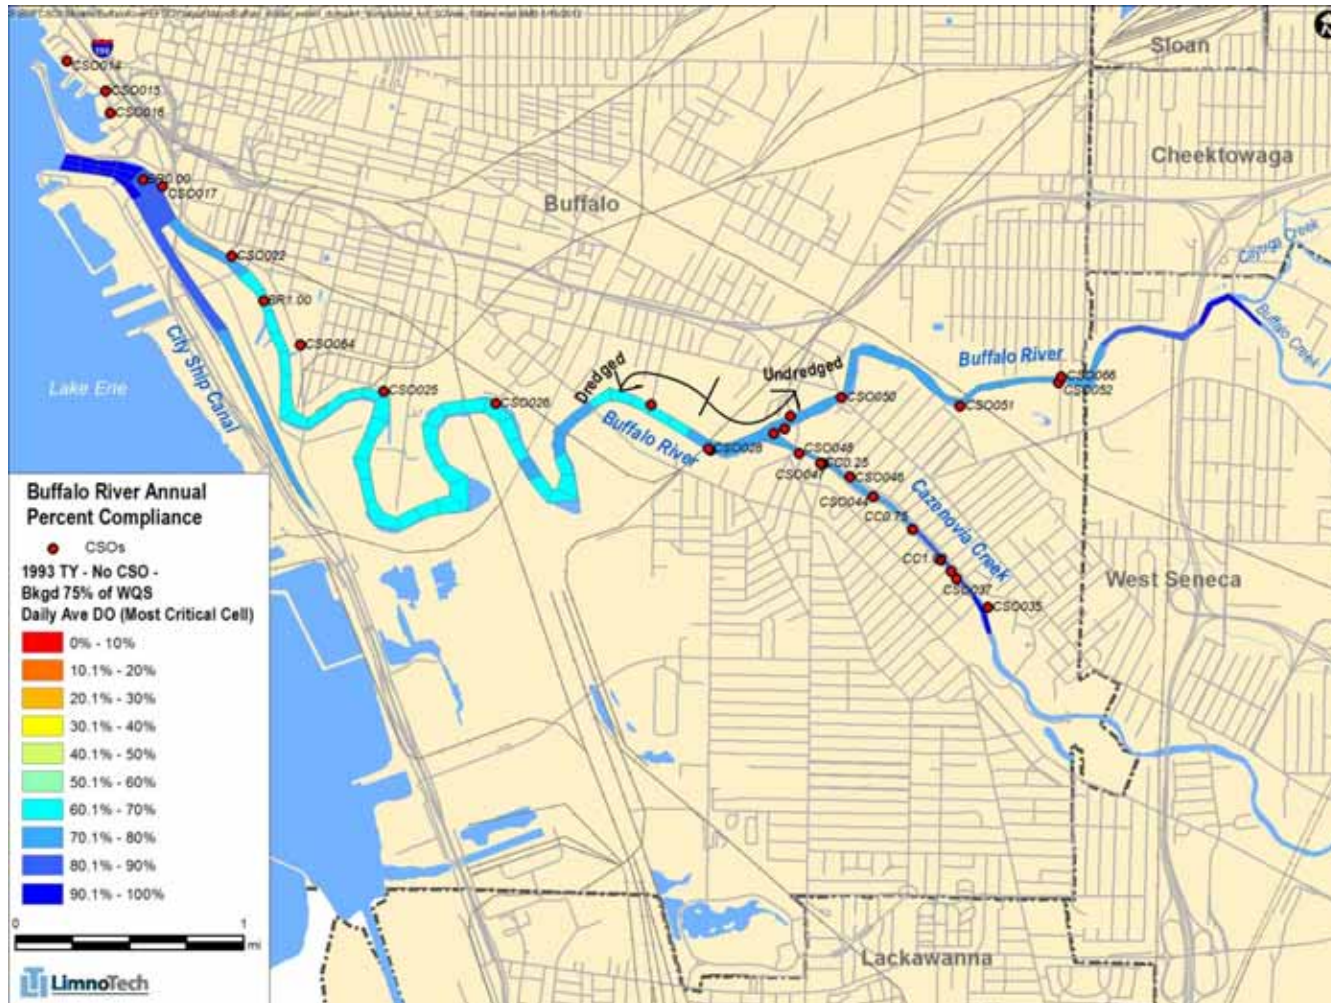 Sloan
190
CSO014
CSO015
CSO016
Cheektowaga
BR0.00
CSO017
Buffalo
CSO022
Cayuga Creek
BR1.00
Buffalo Creek
City Ship Canal
CSO064
Dredged
Undredged
Buffalo River
CSO066
CSO052
Lake Erie
CSO025
CSO026
CSO050
CSO051
Buffalo River
CSO028
CSO048
CC0.25
CSO047
CSO046
CSO044
Cazenovia Creek
CC0.75
CC1.
CSO037
West Seneca
CSO035
Buffalo River Annual
Percent Compliance
CSOs
1993 TY - No CSO -
Bkgd 75% of WQS
Daily Ave DO (Most Critical Cell)
0% - 10%
10.1% - 20%
20.1% - 30%
30.1% - 40%
40.1% - 50%
50.1% - 60%
60.1% - 70%
70.1% - 80%
80.1% - 90%
90.1% - 100%
0 1
mi
LimnoTech
Lackawanna